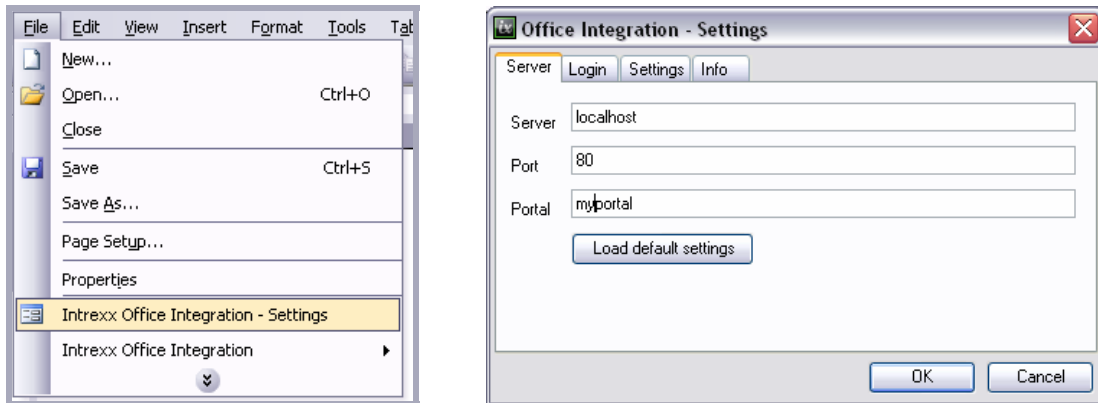 File Edit View Insert Format Tools Tab
New...
Open... Ctrl+O
Close
Save Ctrl+S
Save As...
Page Setup...
Properties
Intrexx Office Integration - Settings
Intrexx Office Integration
ix Office Integration - Settings
Server Login Settings Info
Server localhost
Port 80
Portal myportal
Load default settings
OK Cancel